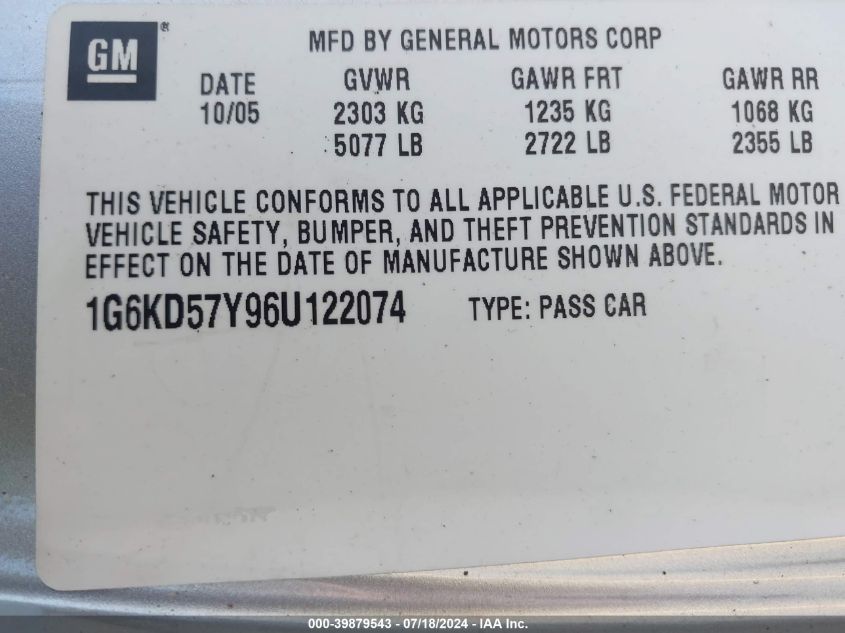 GM ®
MFD BY GENERAL MOTORS CORP
DATE GVWR GAWR FRT GAWR RR
10/05 2303 KG 1235 KG 1068 KG
5077 LB 2722 LB 2355 LB
THIS VEHICLE CONFORMS TO ALL APPLICABLE U.S. FEDERAL MOTOR
VEHICLE SAFETY, BUMPER, AND THEFT PREVENTION STANDARDS IN
EFFECT ON THE DATE OF MANUFACTURE SHOWN ABOVE.
1G6KD57Y96U122074 TYPE: PASS CAR
000-39879543 - 07/18/2024 - IAA Inc.